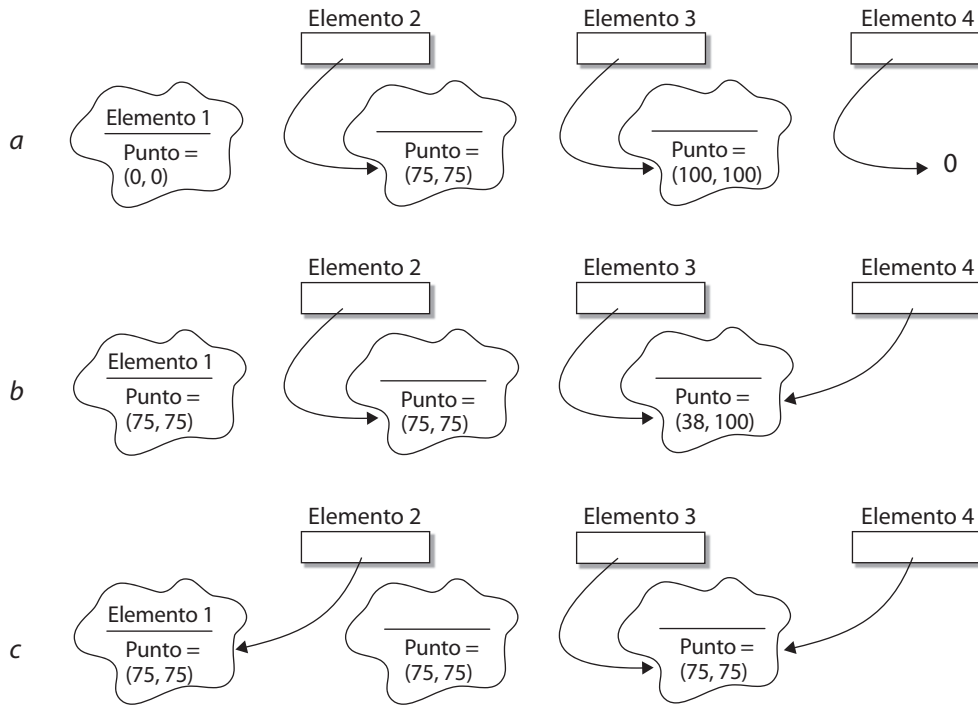 Elemento 2
Elemento 3
Elemento 4
a
Elemento 1
Punto =
(0, 0)
Punto =
(75, 75)
Punto =
(100, 100)
0
Elemento 2
Elemento 3
Elemento 4
b
Elemento 1
Punto =
(75, 75)
Punto =
(75, 75)
Punto =
(38, 100)
Elemento 2
Elemento 3
Elemento 4
c
Elemento 1
Punto =
(75, 75)
Punto =
(75, 75)
Punto =
(75, 75)